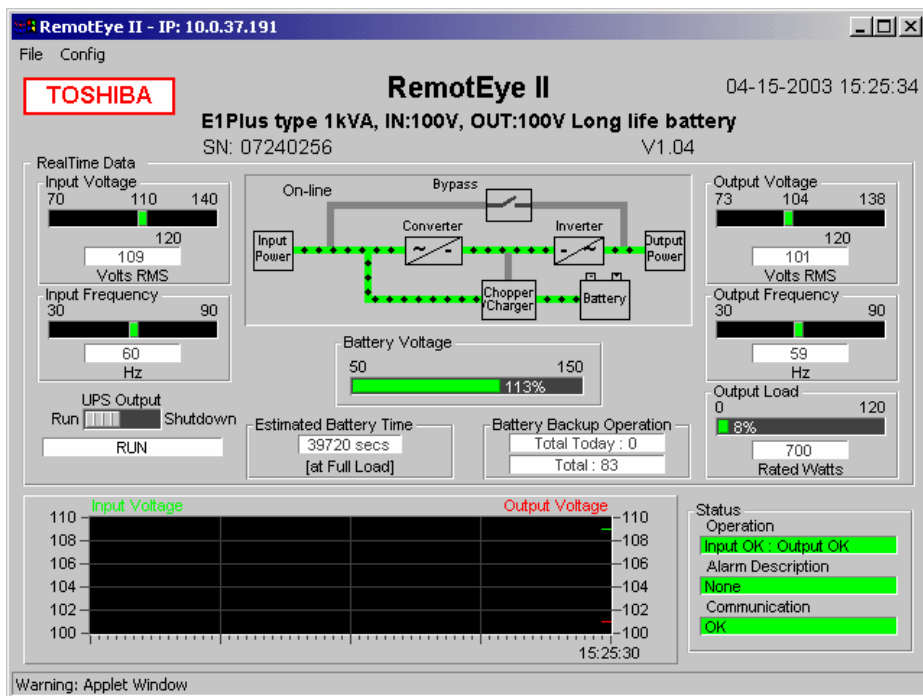 RemotEye II - IP: 10.0.37.191
File Config
TOSHIBA
RemotEye II
04-15-2003 15:25:34
E1Plus type 1kVA, IN:100V, OUT:100V Long life battery
SN: 07240256
V1.04
RealTime Data
Input Voltage
70 110 140
120
109
Volts RMS
Input Frequency
30 90
60
Hz
UPS Output
Run Shutdown
RUN
On-line
Bypass
Converter
Inverter
Input
Power
Output
Power
Chopper
/Charger
Battery
Battery Voltage
50 150
113%
Estimated Battery Time
39720 secs
[at Full Load]
Battery Backup Operation
Total Today : 0
Total : 83
Output Voltage
73 104 138
120
101
Volts RMS
Output Frequency
30 90
59
Hz
Output Load
0 120
8%
700
Rated Watts
Input Voltage Output Voltage
110 110
108 108
106 106
104 104
102 102
100 100
15:25:30
Status
Operation
Input OK : Output OK
Alarm Description
None
Communication
OK
Warning: Applet Window